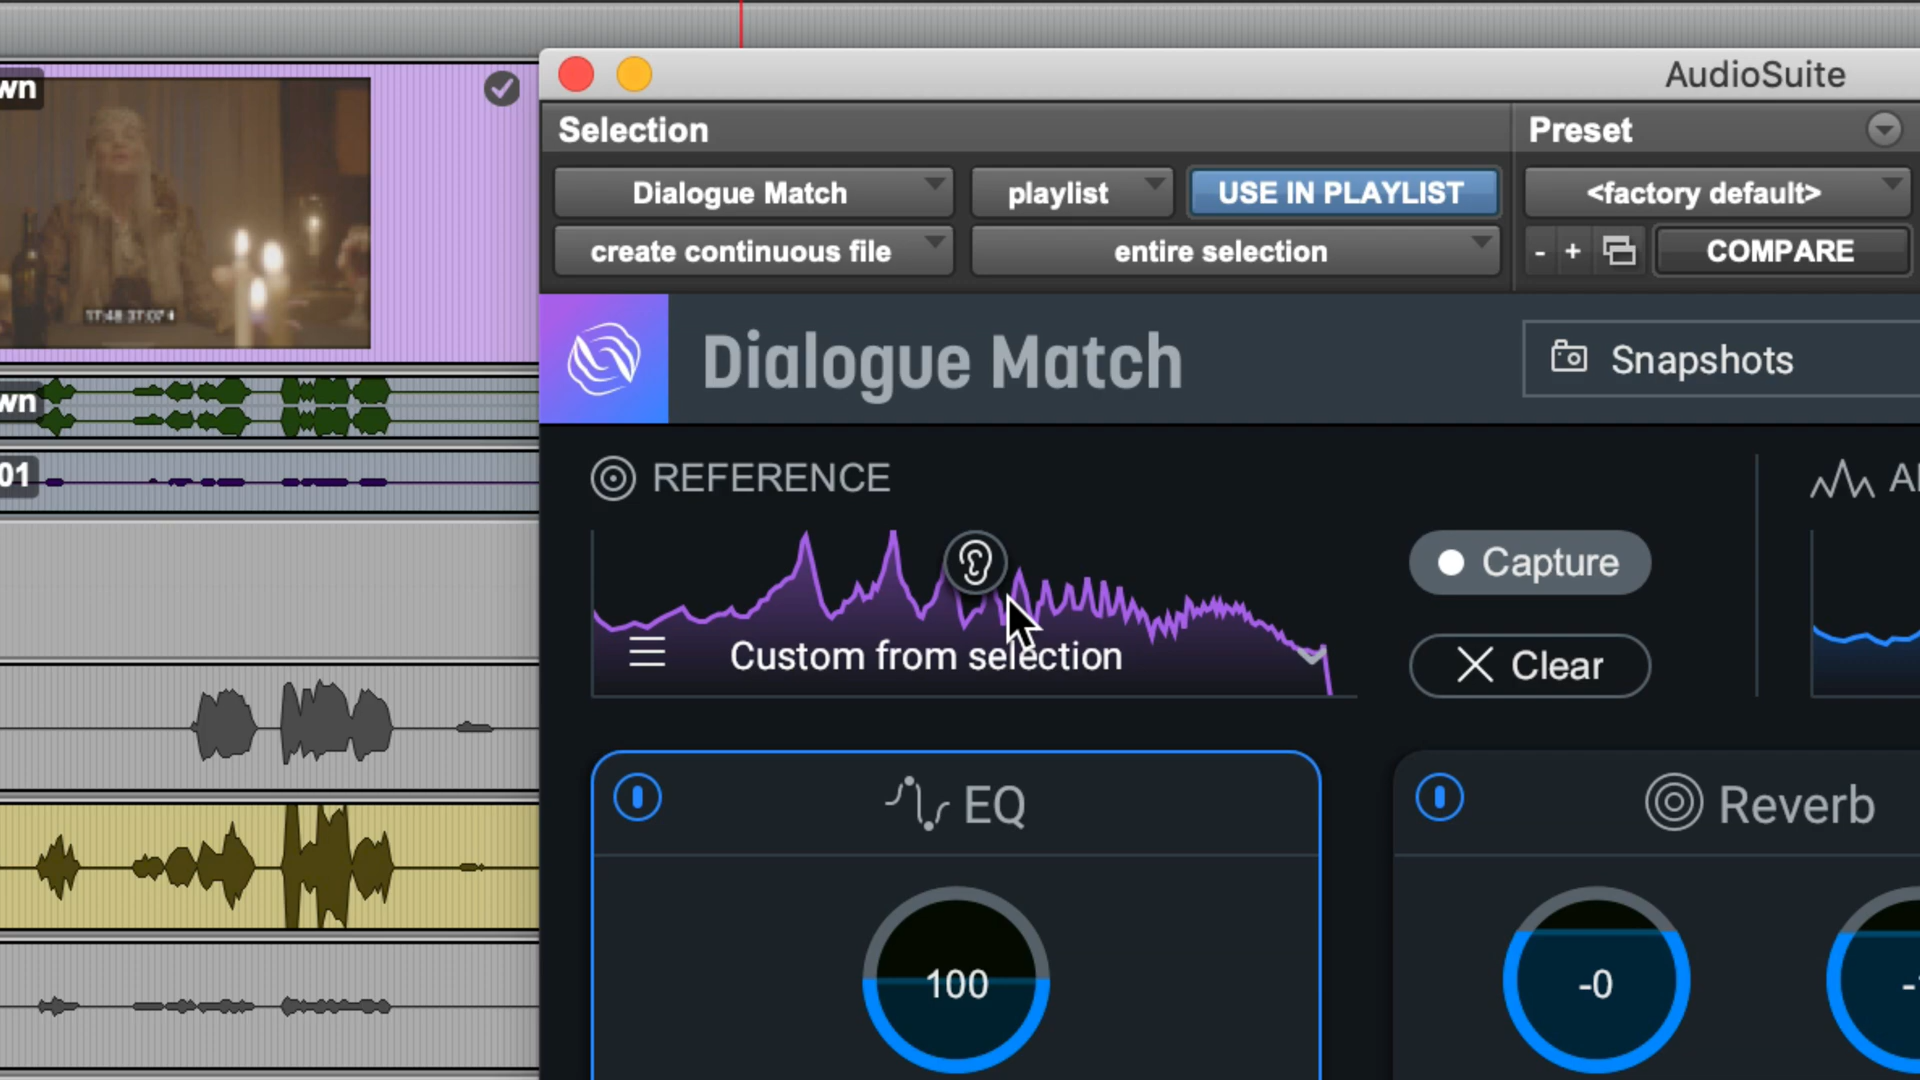 AudioSuite
wn
Selection
Preset
Dialogue Match
playlist
USE IN PLAYLIST
<factory default>
create continuous file
entire selection
- +
COMPARE
Dialogue Match
Snapshots
wn
01
REFERENCE
Capture
Custom from selection
Clear
EQ
Reverb
100
-0